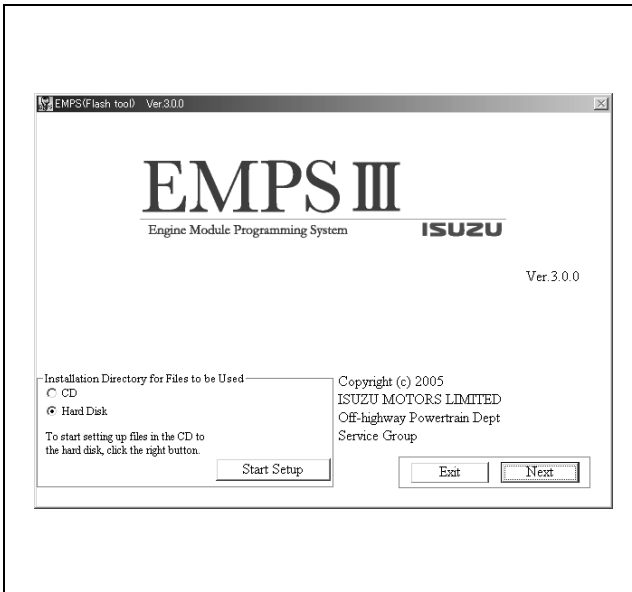 EMPS(Flash tool) Ver.3.0.0
EMPS III
Engine Module Programming System
ISUZU
Ver.3.0.0
Installation Directory for Files to be Used
CD
Hard Disk
To start setting up files in the CD to
the hard disk, click the right button.
Start Setup
Copyright (c) 2005
ISUZU MOTORS LIMITED
Off-highway Powertrain Dept
Service Group
Exit
Next